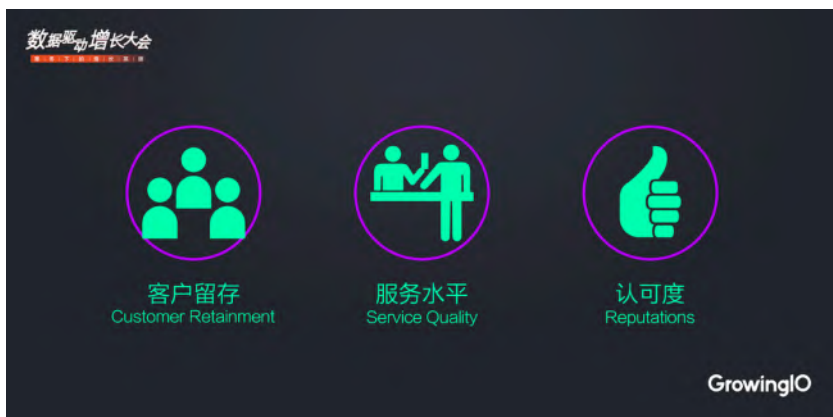 数据驱动增长大会
客户留存
Customer Retainment
服务水平
Service Quality
认可度
Reputations
GrowingIO